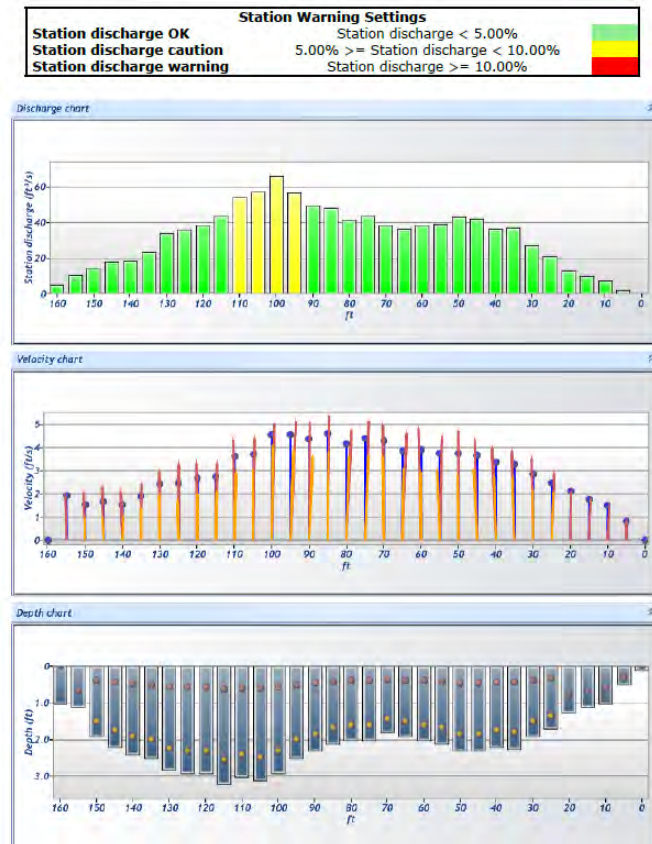 Station Warning Settings
Station discharge OK Station discharge < 5.00%
Station discharge caution 5.00% >= Station discharge < 10.00%
Station discharge warning Station discharge >= 10.00%
Discharge chart
Station discharge (ft³/s)
60
40
20
0
160 150 140 130 120 110 100 90 80 70 60 50 40 30 20 10 0
ft
Velocity chart
Velocity (ft/s)
5
4
3
2
1
0
160 150 140 130 120 110 100 90 80 70 60 50 40 30 20 10 0
ft
Depth chart
Depth (ft)
0
1.0
2.0
3.0
160 150 140 130 120 110 100 90 80 70 60 50 40 30 20 10 0
ft